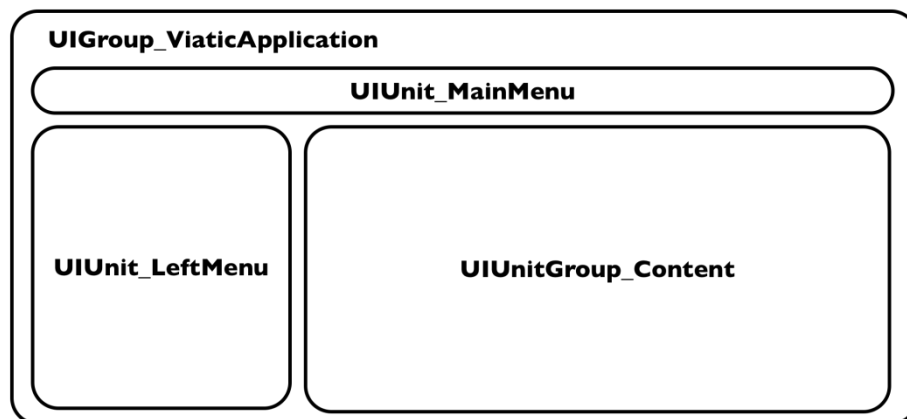 UIGroup_ViaticApplication
UIUnit_MainMenu
UIUnit_LeftMenu
UIUnitGroup_Content